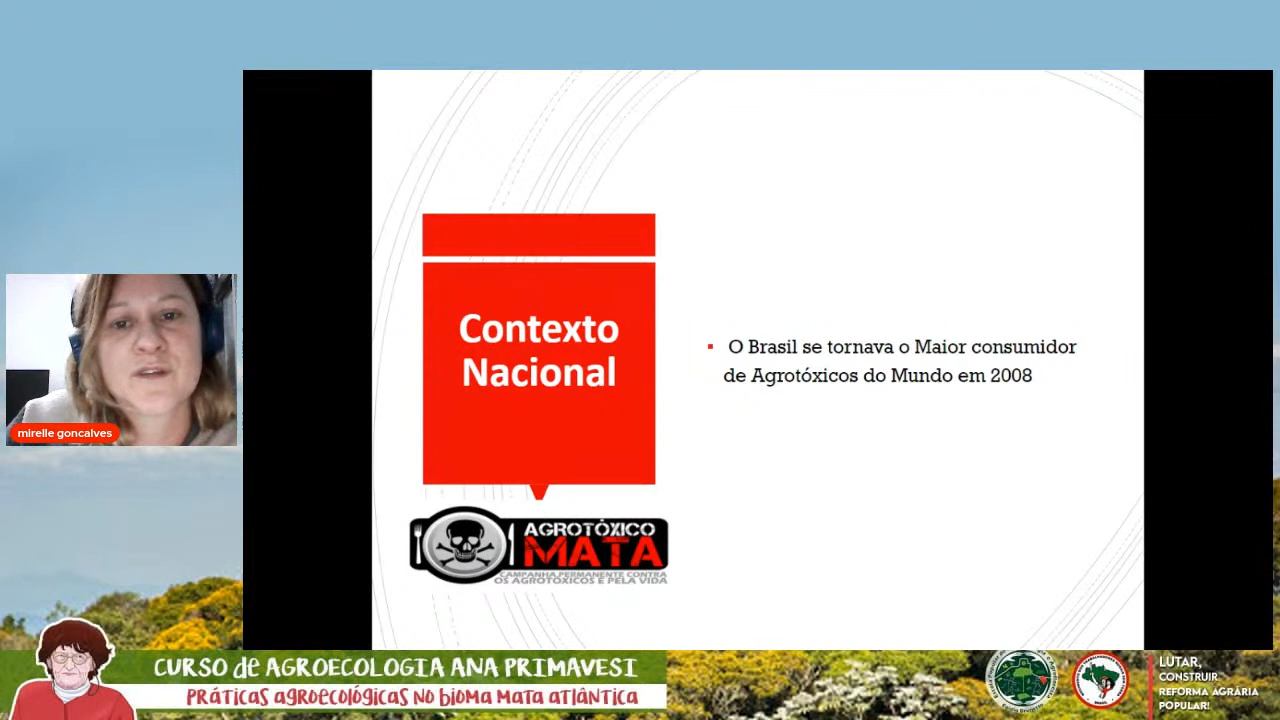 Contexto
Nacional
O Brasil se tornava o Maior consumidor
de Agrotóxicos do Mundo em 2008
mirelle goncalves
AGROTÓXICO
MATA
CAMPANHA PERMANENTE CONTRA
OS AGROTÓXICOS E PELA VIDA
CURSO de AGROECOLOGIA ANA PRIMAVESI
PRÁTICAS agroecológicas NO bioma MATA ATLÂNTICA
LUTAR,
CONSTRUIR
REFORMA AGRÁRIA
POPULAR!